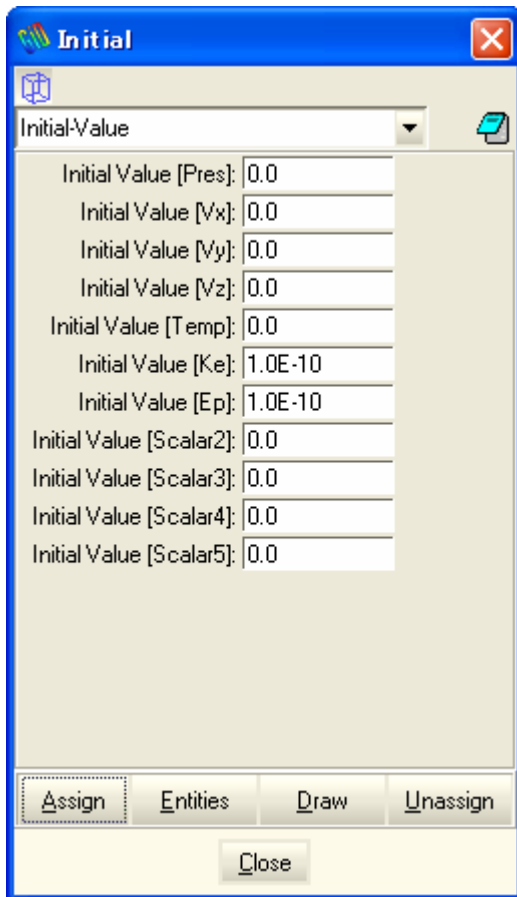 GiD Initial
Initial-Value
Initial Value [Pres]: 0.0
Initial Value [Vx]: 0.0
Initial Value [Vy]: 0.0
Initial Value [Vz]: 0.0
Initial Value [Temp]: 0.0
Initial Value [Ke]: 1.0E-10
Initial Value [Ep]: 1.0E-10
Initial Value [Scalar2]: 0.0
Initial Value [Scalar3]: 0.0
Initial Value [Scalar4]: 0.0
Initial Value [Scalar5]: 0.0
Assign Entities Draw Unassign
Close